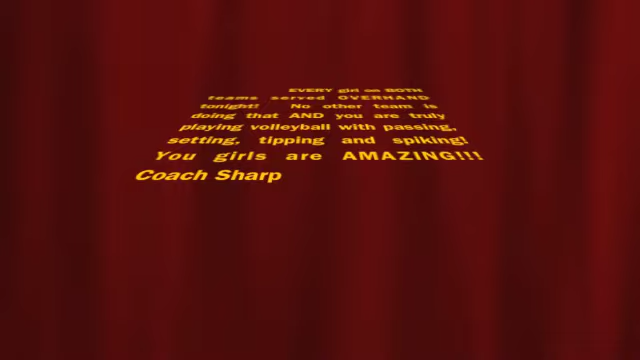 EVERY girl on BOTH
teams served OVERHAND
tonight! No other team is
doing that AND you are truly
playing volleyball with passing,
setting, tipping and spiking!
You girls are AMAZING!!!
Coach Sharp